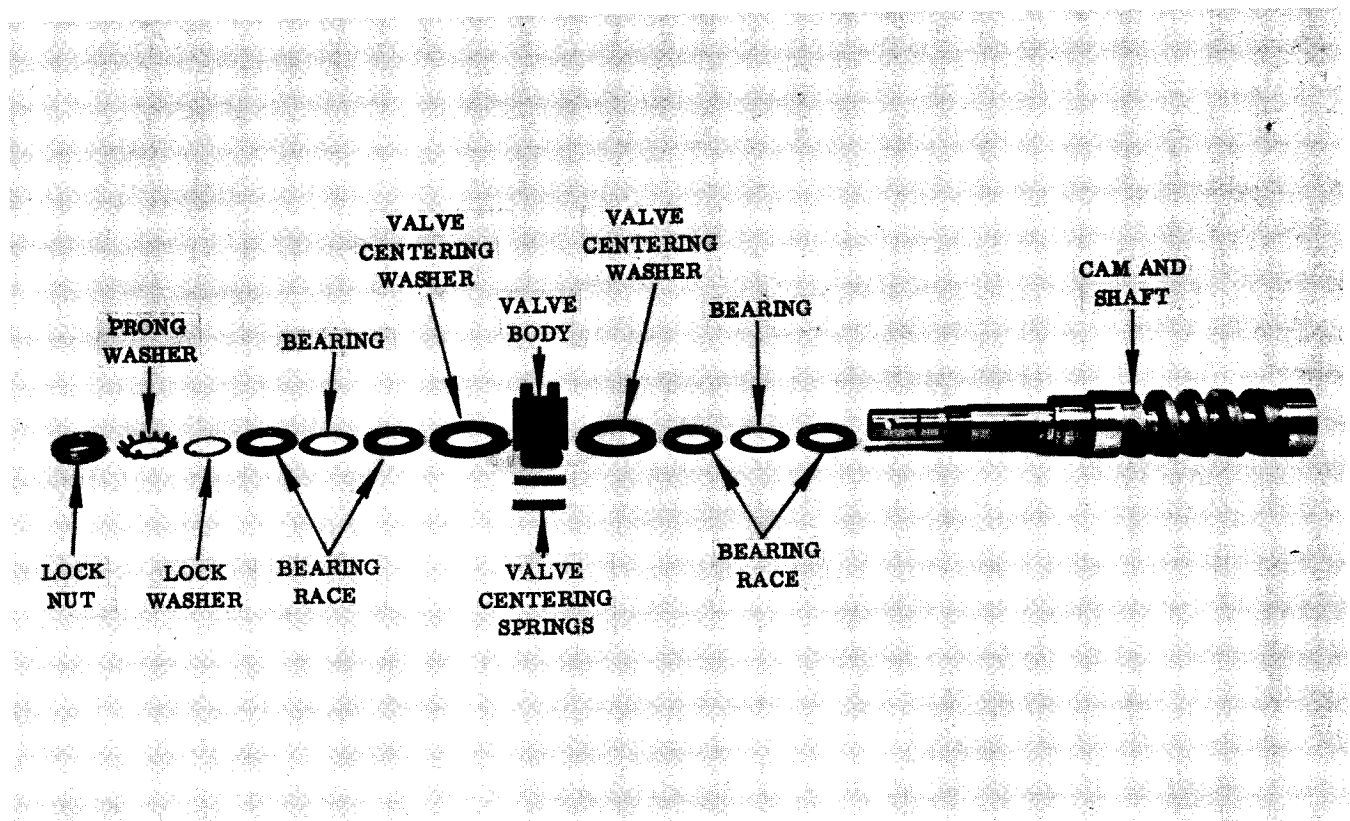 VALVE
CENTERING
WASHER
VALVE
CENTERING
WASHER
CAM AND
SHAFT
VALVE
BODY
BEARING
PRONG
WASHER
BEARING
LOCK
NUT
LOCK
WASHER
BEARING
RACE
VALVE
CENTERING
SPRINGS
BEARING
RACE